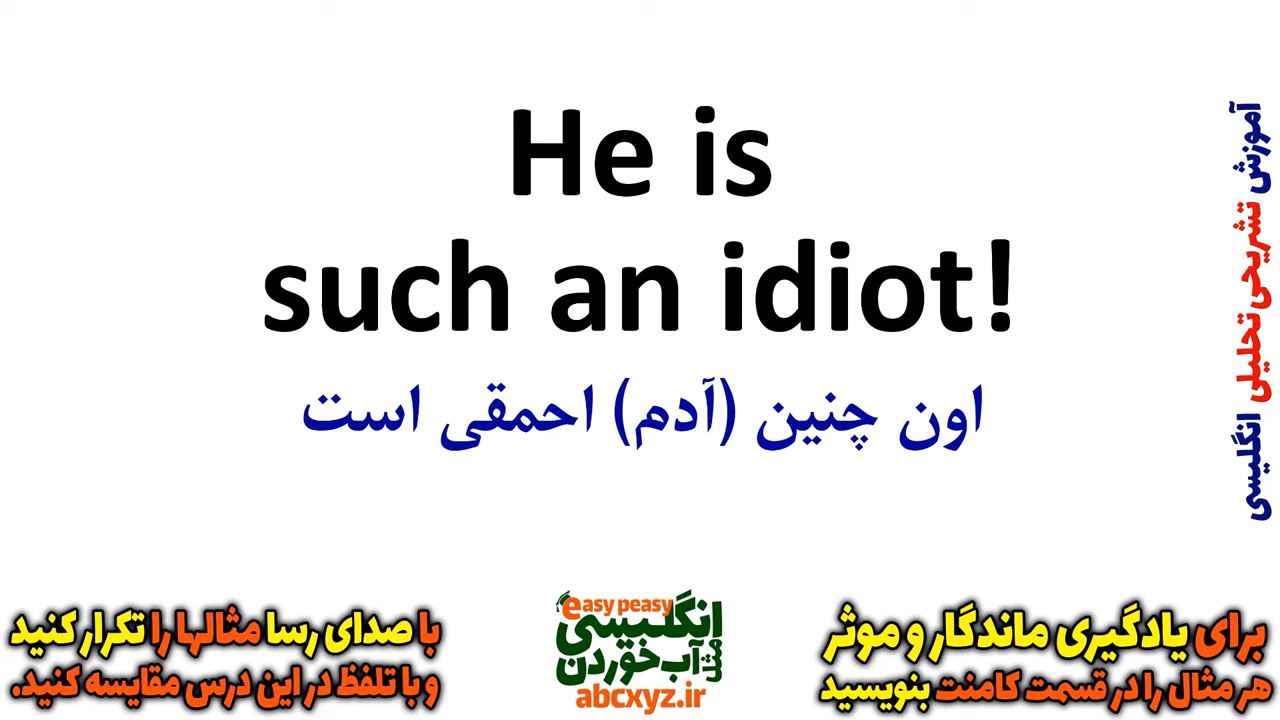 He is
such an idiot!
اون چنین (آدم) احمقی است
آموزش تشریحی تحلیلی انگلیسی
با صدای رسا مثالها را تکرار کنید
و با تلفظ در این درس مقایسه کنید.
easy peasy
انگلیسی
مثل آب خوردن
abcxyz.ir
برای یادگیری ماندگار و موثر
هر مثال را در قسمت کامنت بنویسید